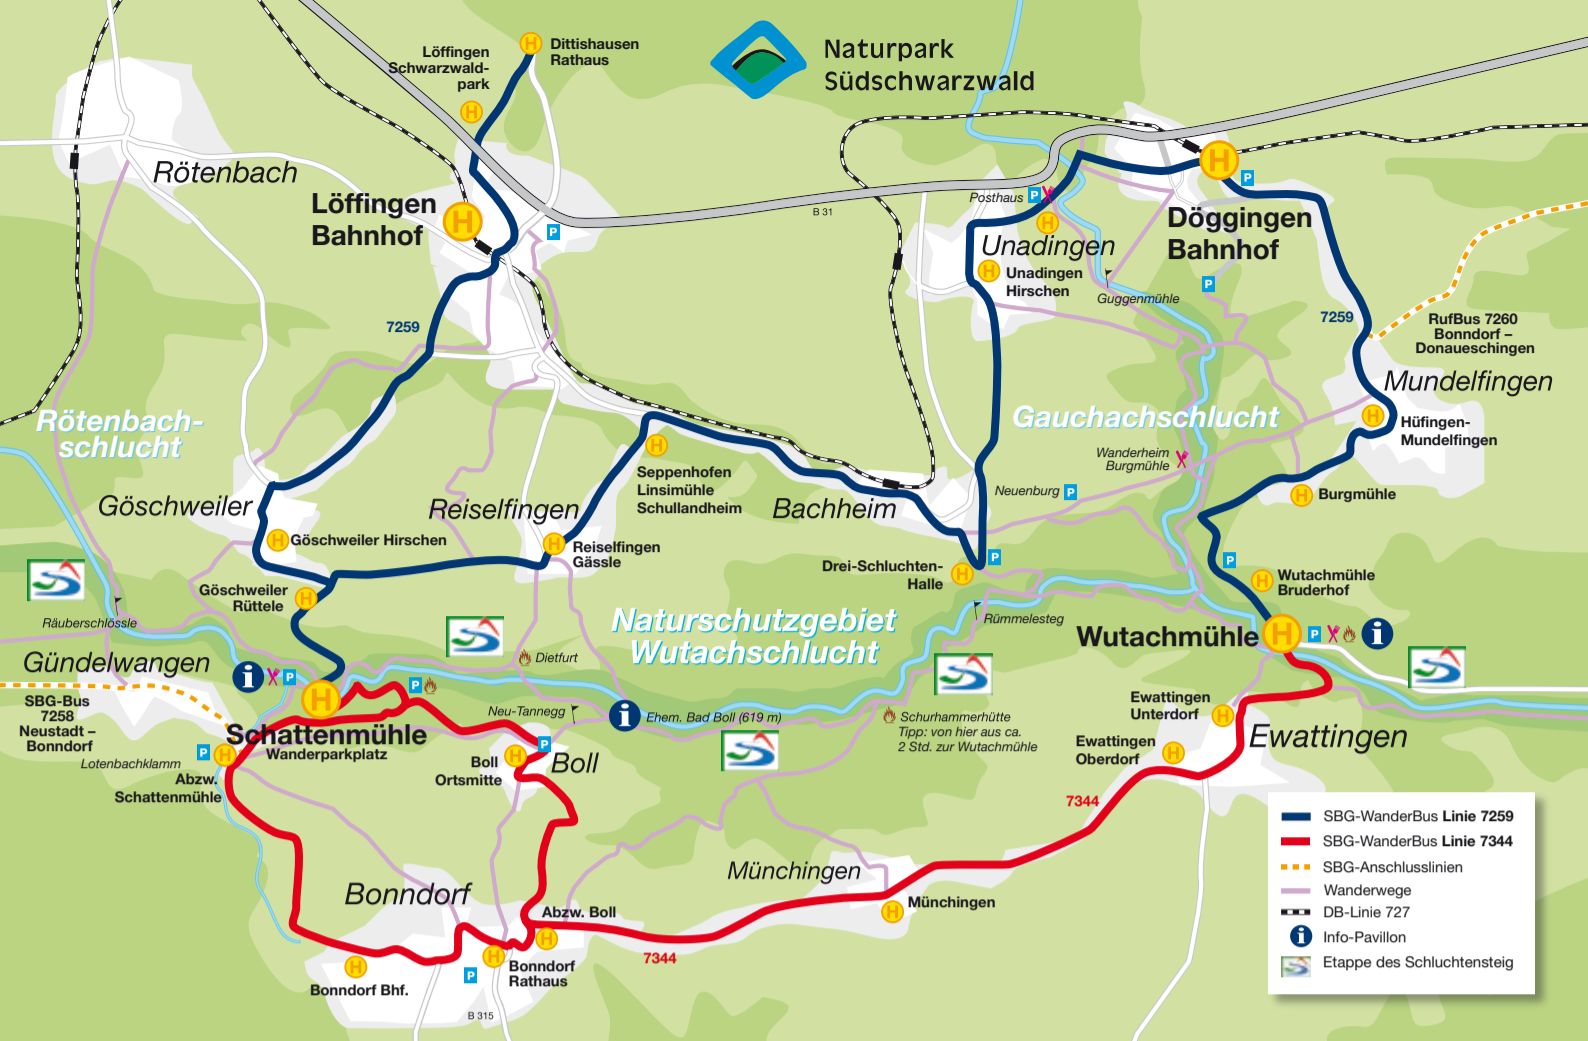 Naturpark
Südschwarzwald
Löffingen
Schwarzwald-
park
Dittishausen
Rathaus
Rötenbach
Löffingen
Bahnhof
B 31
Posthaus
Unadingen
Unadingen
Hirschen
Döggingen
Bahnhof
Guggenmühle
7259
7259
RufBus 7260
Bonndorf –
Donaueschingen
Mundelfingen
Hüfingen-
Mundelfingen
Rötenbach-
schlucht
Gauchachschlucht
Wanderheim
Burgmühle
Burgmühle
Seppenhofen
Linsimühle
Schullandheim
Neuenburg
Göschweiler
Reiselfingen
Bachheim
Göschweiler Hirschen
Reiselfingen
Gässle
Drei-Schluchten-
Halle
Wutachmühle
Bruderhof
Göschweiler
Rüttele
Räuberschlössle
Naturschutzgebiet
Wutachschlucht
Rümmelesteg
Wutachmühle
Gündelwangen
Dietfurt
SBG-Bus
7258
Neustadt –
Bonndorf
Neu-Tannegg
Ehem. Bad Boll (619 m)
Schurhammerhütte
Tipp: von hier aus ca.
2 Std. zur Wutachmühle
Ewattingen
Unterdorf
Ewattingen
Ewattingen
Oberdorf
Schattenmühle
Wanderparkplatz
Lotenbachklamm
Abzw.
Schattenmühle
Boll
Ortsmitte
Boll
7344
Münchingen
Münchingen
Bonndorf
Abzw. Boll
7344
Bonndorf
Rathaus
Bonndorf Bhf.
B 315
SBG-WanderBus Linie 7259
SBG-WanderBus Linie 7344
SBG-Anschlusslinien
Wanderwege
DB-Linie 727
Info-Pavillon
Etappe des Schluchtensteig